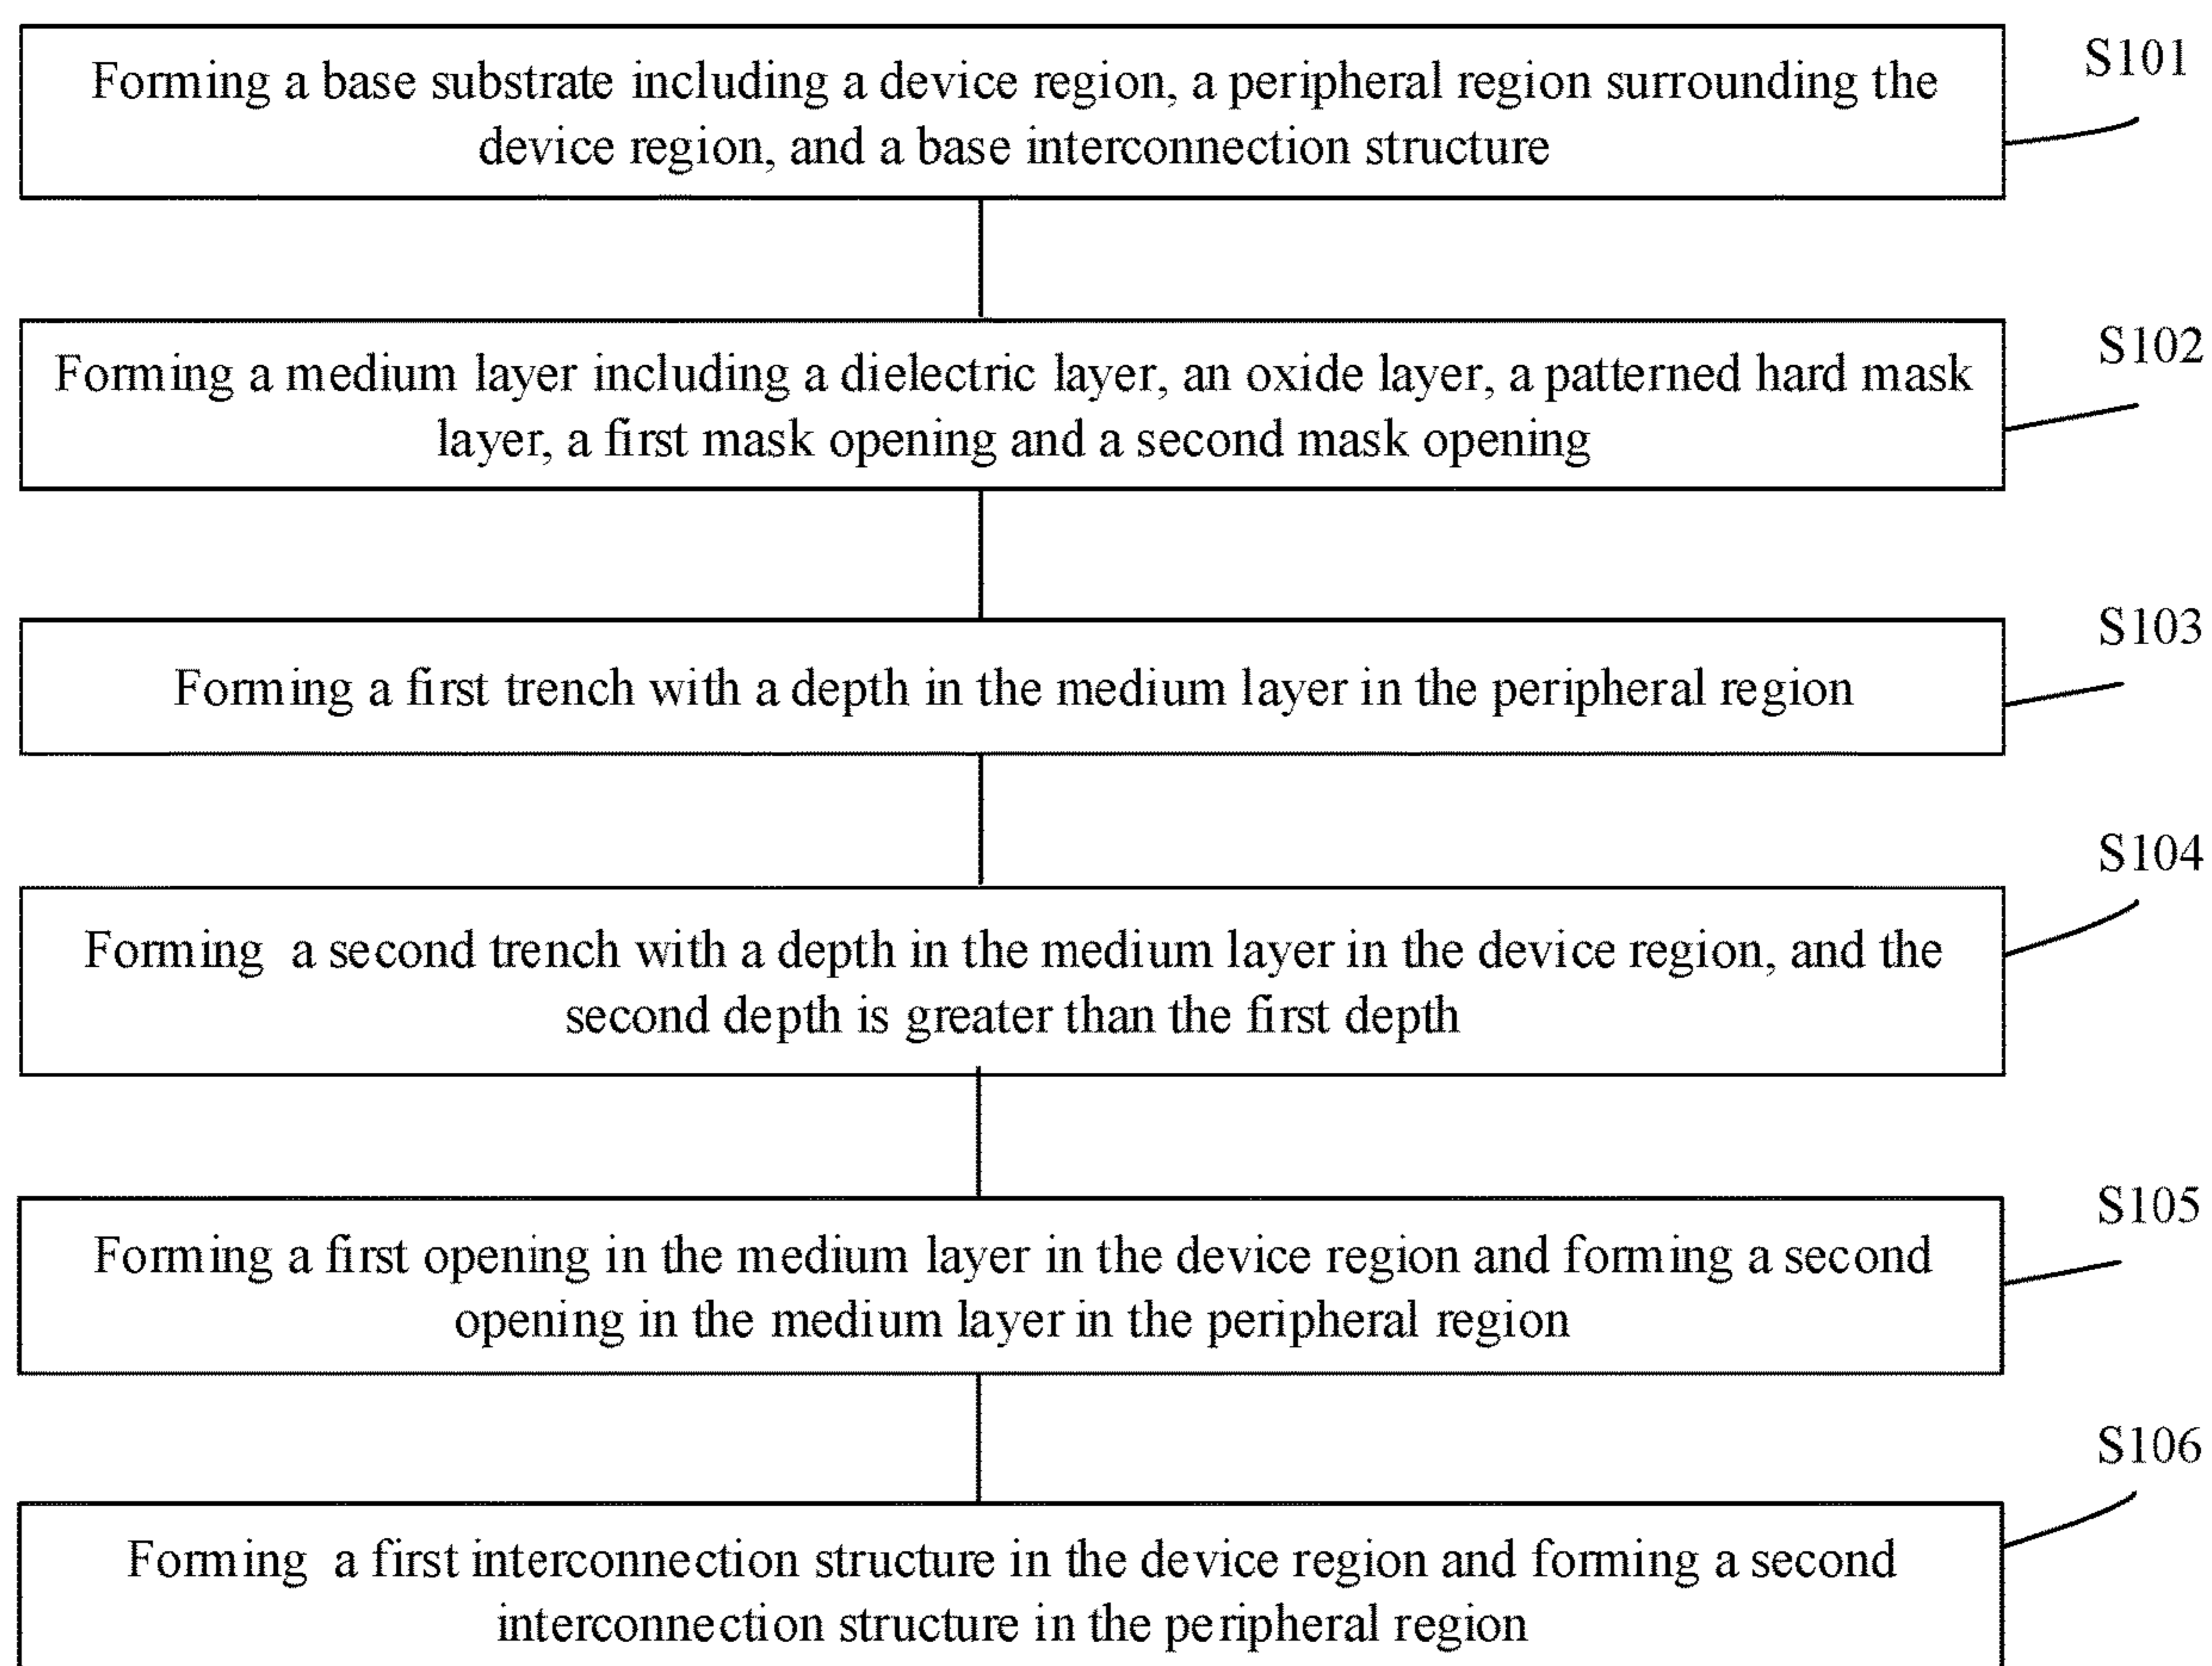 Forming a base substrate including a device region, a peripheral region surrounding the
device region, and a base interconnection structure
S101
Forming a medium layer including a dielectric layer, an oxide layer, a patterned hard mask
layer, a first mask opening and a second mask opening
S102
Forming a first trench with a depth in the medium layer in the peripheral region
S103
Forming a second trench with a depth in the medium layer in the device region, and the
second depth is greater than the first depth
S104
Forming a first opening in the medium layer in the device region and forming a second
opening in the medium layer in the peripheral region
S105
Forming a first interconnection structure in the device region and forming a second
interconnection structure in the peripheral region
S106